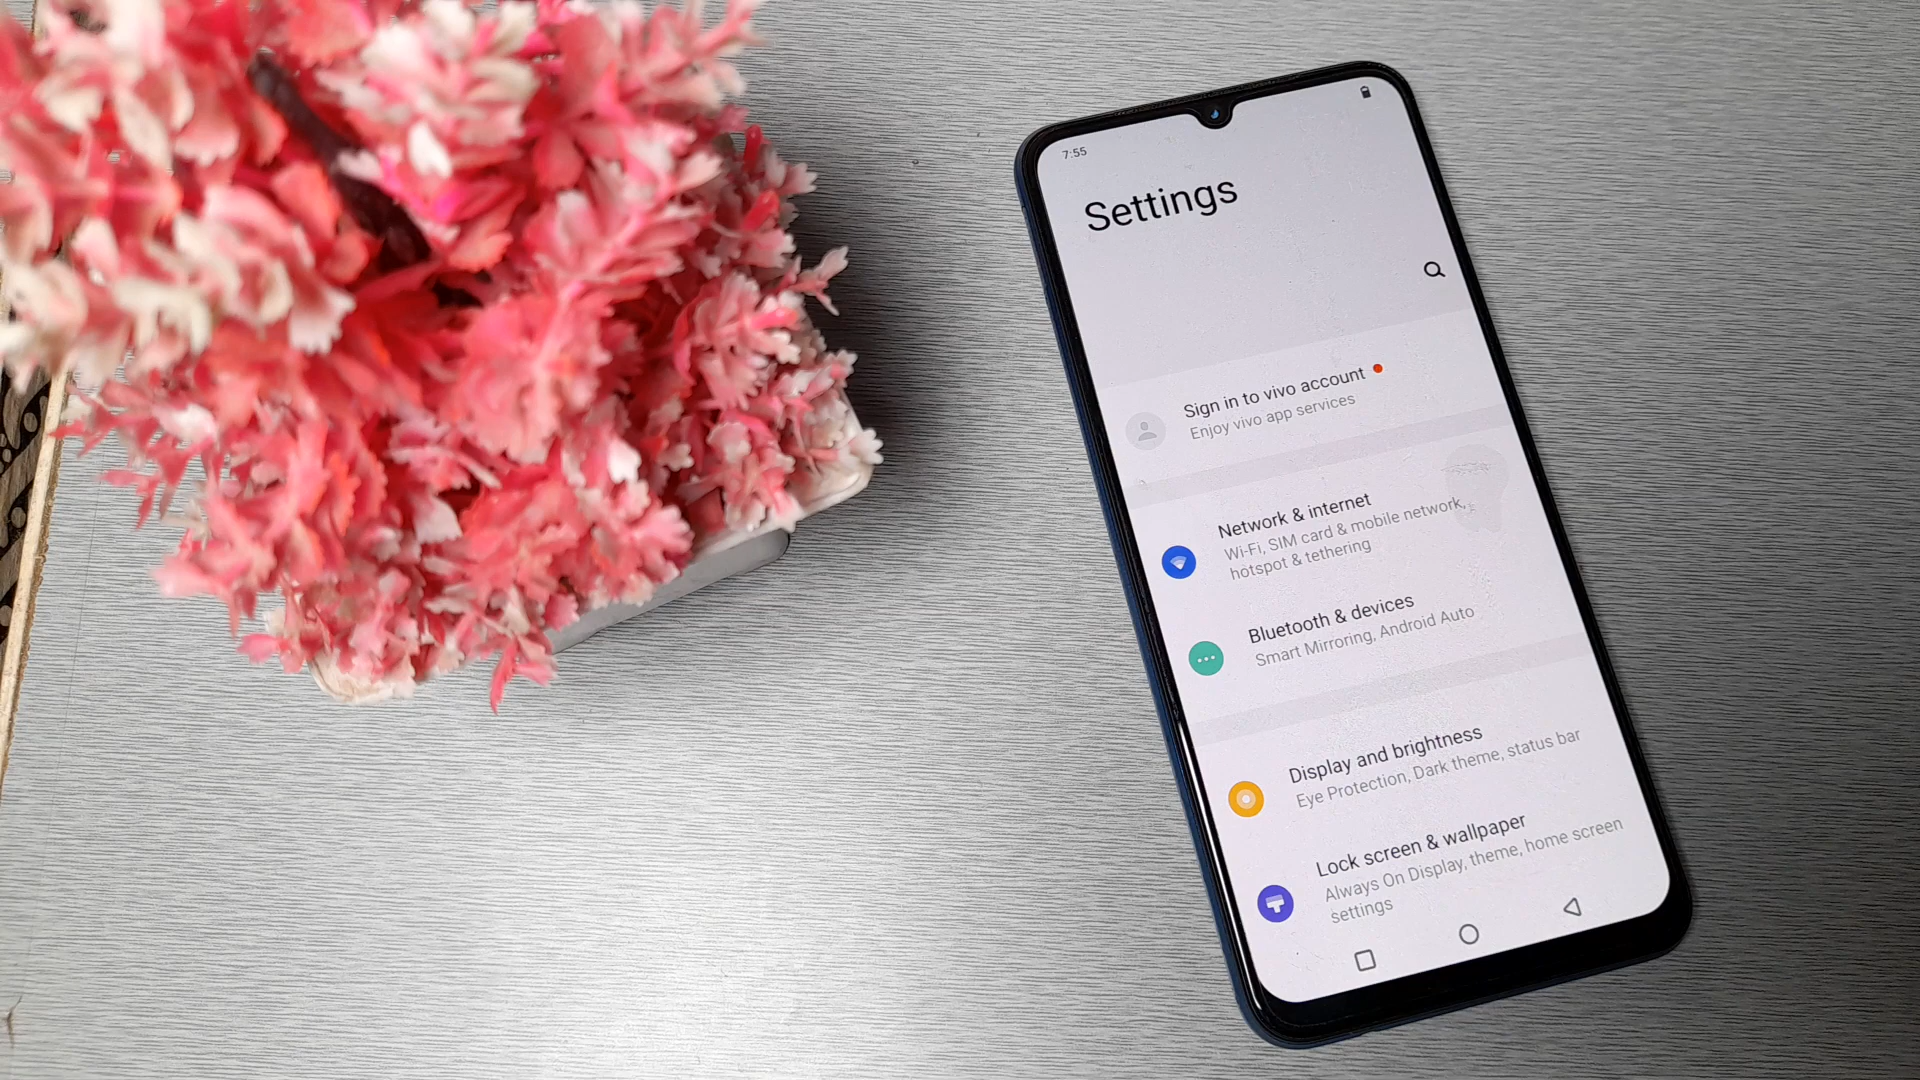 7:55
Settings
Sign in to vivo account
Enjoy vivo app services
Network & internet
Wi-Fi, SIM card & mobile network,
hotspot & tethering
Bluetooth & devices
Smart Mirroring, Android Auto
Display and brightness
Eye Protection, Dark theme, status bar
Lock screen & wallpaper
Always On Display, theme, home screen
settings